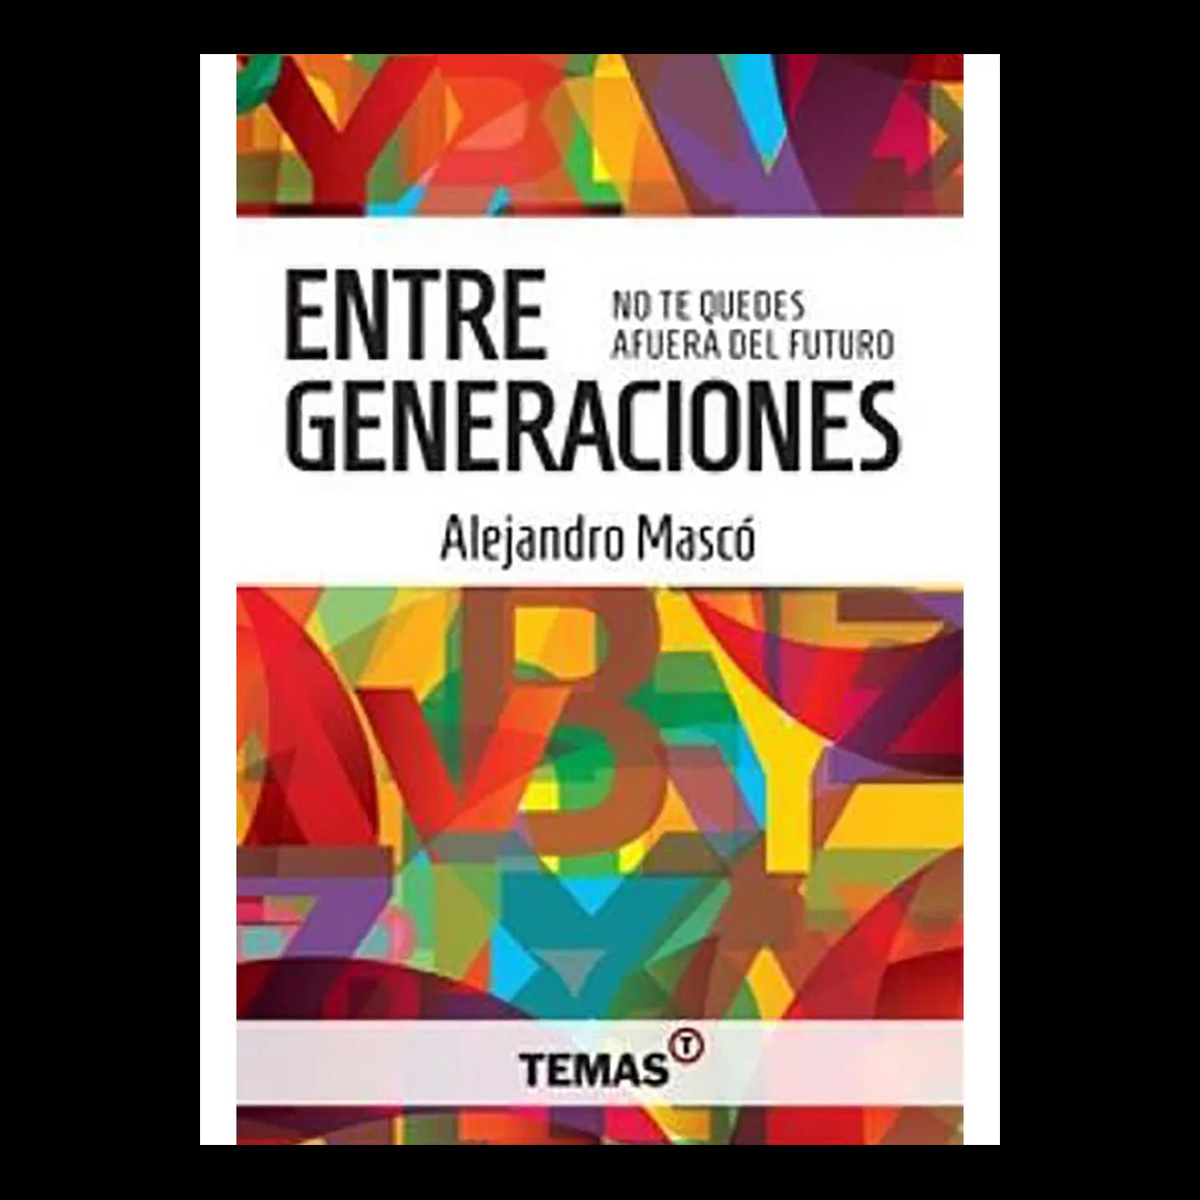 ENTRE
NO TE QUEDES
AFUERA DEL FUTURO
GENERACIONES
Alejandro Mascó
TEMAS T